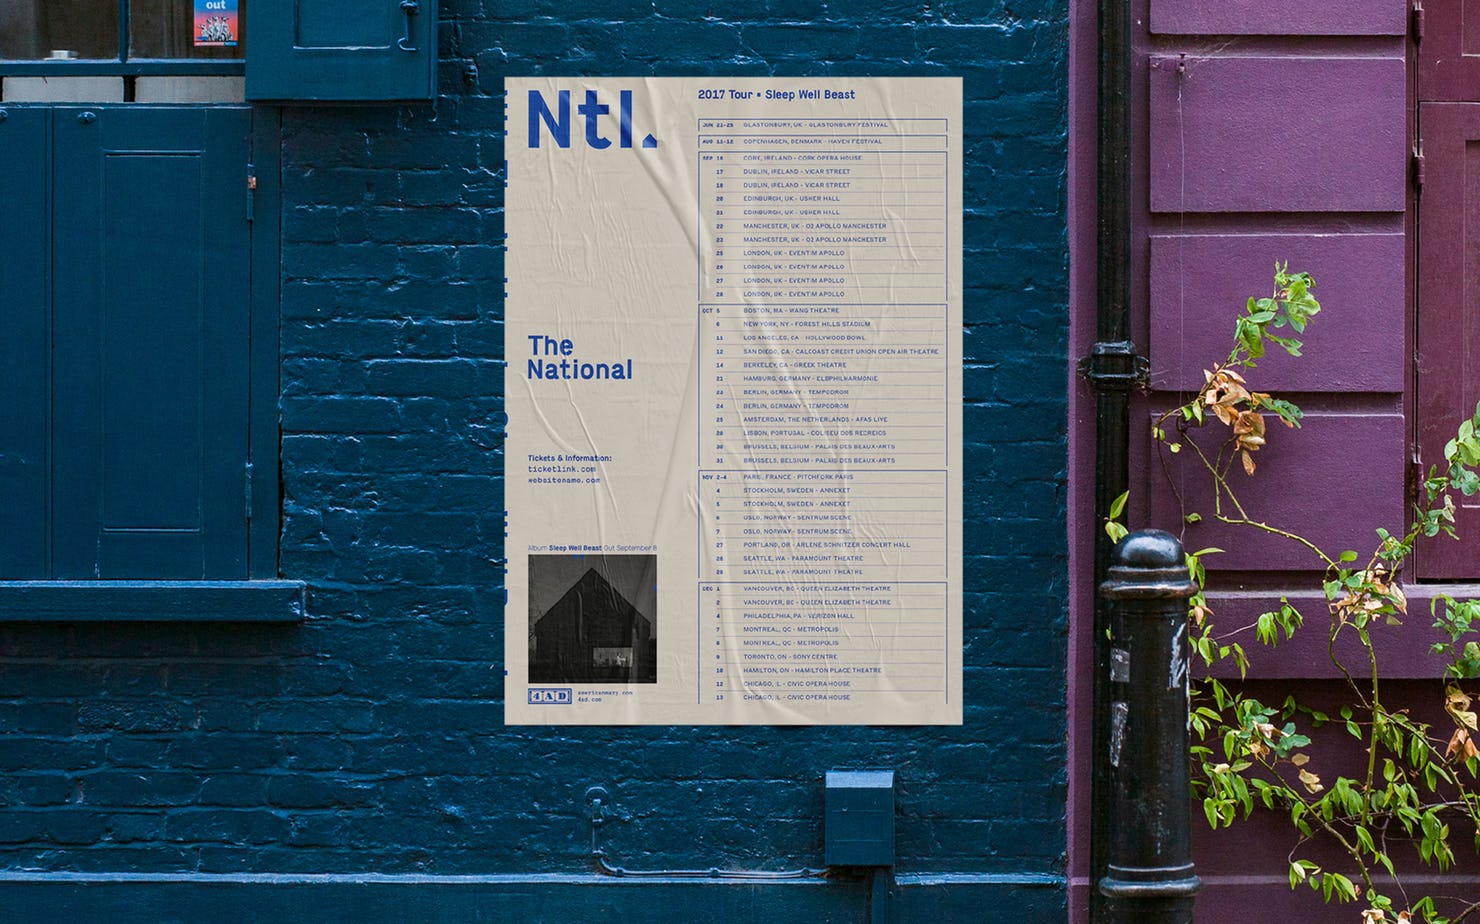 out
Ntl.
The
National
Tickets & Information:
ticketlink.com
websitename.com
Album Sleep Well Beast Out September 8
4AD
americanmary.com
4ad.com
2017 Tour • Sleep Well Beast
JUN 21-25 GLASTONBURY, UK - GLASTONBURY FESTIVAL
AUG 11-12 COPENHAGEN, DENMARK - HAVEN FESTIVAL
SEP 16 CORK, IRELAND - CORK OPERA HOUSE
17 DUBLIN, IRELAND - VICAR STREET
18 DUBLIN, IRELAND - VICAR STREET
20 EDINBURGH, UK - USHER HALL
21 EDINBURGH, UK - USHER HALL
22 MANCHESTER, UK - O2 APOLLO MANCHESTER
23 MANCHESTER, UK - O2 APOLLO MANCHESTER
25 LONDON, UK - EVENTIM APOLLO
26 LONDON, UK - EVENTIM APOLLO
27 LONDON, UK - EVENTIM APOLLO
28 LONDON, UK - EVENTIM APOLLO
OCT 5 BOSTON, MA - WANG THEATRE
6 NEW YORK, NY - FOREST HILLS STADIUM
11 LOS ANGELES, CA - HOLLYWOOD BOWL
12 SAN DIEGO, CA - CALCOAST CREDIT UNION OPEN AIR THEATRE
14 BERKELEY, CA - GREEK THEATRE
21 HAMBURG, GERMANY - ELBPHILHARMONIE
23 BERLIN, GERMANY - TEMPODROM
24 BERLIN, GERMANY - TEMPODROM
25 AMSTERDAM, THE NETHERLANDS - AFAS LIVE
28 LISBON, PORTUGAL - COLISEU DOS RECREIOS
30 BRUSSELS, BELGIUM - PALAIS DES BEAUX-ARTS
31 BRUSSELS, BELGIUM - PALAIS DES BEAUX-ARTS
NOV 2-4 PARIS, FRANCE - PITCHFORK PARIS
4 STOCKHOLM, SWEDEN - ANNEXET
5 STOCKHOLM, SWEDEN - ANNEXET
6 OSLO, NORWAY - SENTRUM SCENE
7 OSLO, NORWAY - SENTRUM SCENE
27 PORTLAND, OR - ARLENE SCHNITZER CONCERT HALL
28 SEATTLE, WA - PARAMOUNT THEATRE
SEATTLE, WA - PARAMOUNT THEATRE
DEC 1 VANCOUVER, BC - QUEEN ELIZABETH THEATRE
2 VANCOUVER, BC - QUEEN ELIZABETH THEATRE
4 PHILADELPHIA, PA - VERIZON HALL
7 MONTREAL, QC - METROPOLIS
8 MONTREAL, QC - METROPOLIS
9 TORONTO, ON - SONY CENTRE
10 HAMILTON, ON - HAMILTON PLACE THEATRE
12 CHICAGO, IL - CIVIC OPERA HOUSE
13 CHICAGO, IL - CIVIC OPERA HOUSE